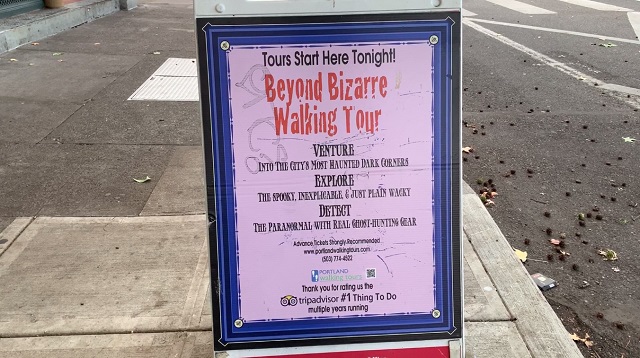 Tours Start Here Tonight!
Beyond Bizarre
Walking Tour
VENTURE
INTO THE CITY'S MOST HAUNTED DARK CORNERS
EXPLORE
THE SPOOKY, INEXPLICABLE, & JUST PLAIN WACKY
DETECT
THE PARANORMAL WITH REAL GHOST-HUNTING GEAR
Advance Tickets Strongly Recommended
www.portlandwalkingtours.com
(503) 774-4522
PORTLAND
walking tours
Thank you for rating us the
tripadvisor #1 Thing To Do
multiple years running